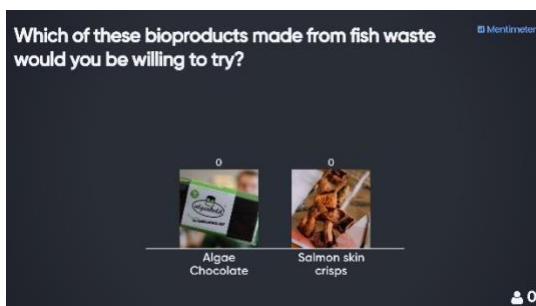 Which of these bioproducts made from fish waste
would you be willing to try?
Mentimeter
0
0
Algae
Chocolate
Salmon skin
crisps
0